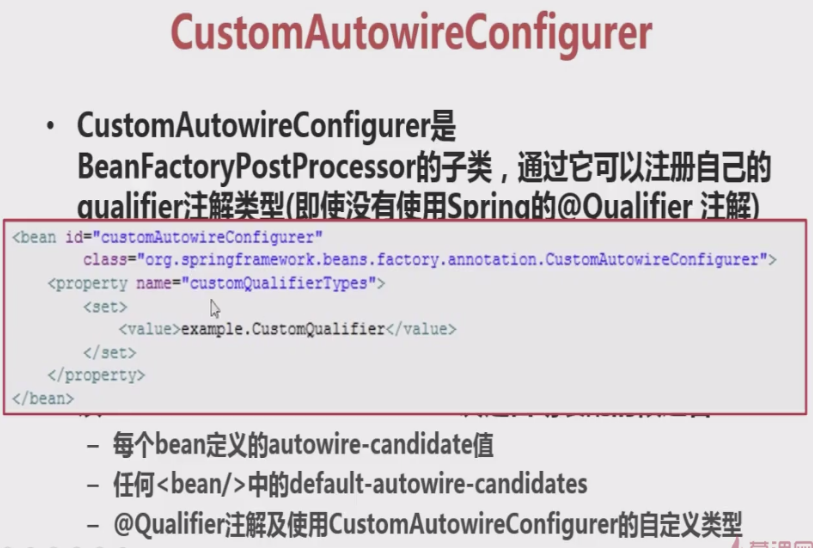 CustomAutowireConfigurer
• CustomAutowireConfigurer是
BeanFactoryPostProcessor的子类，通过它可以注册自己的
qualifier注解类型(即使没有使用Spring的@Qualifier 注解)
<bean id="customAutowireConfigurer"
class="org.springframework.beans.factory.annotation.CustomAutowireConfigurer">
<property name="customQualifierTypes">
<set>
<value>example.CustomQualifier</value>
</set>
</property>
</bean>
– 每个bean定义的autowire-candidate值
– 任何<bean/>中的default-autowire-candidates
– @Qualifier注解及使用CustomAutowireConfigurer的自定义类型